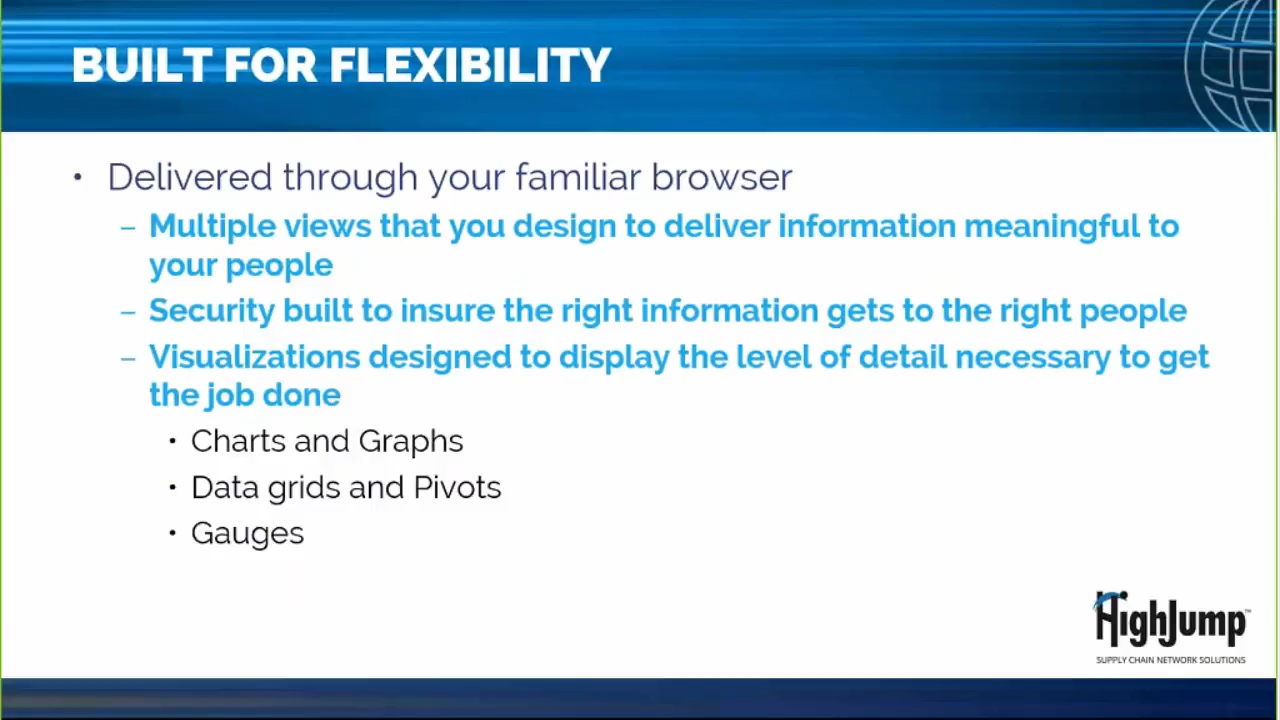 BUILT FOR FLEXIBILITY
• Delivered through your familiar browser
– Multiple views that you design to deliver information meaningful to
your people
– Security built to insure the right information gets to the right people
– Visualizations designed to display the level of detail necessary to get
the job done
• Charts and Graphs
• Data grids and Pivots
• Gauges
HighJump™
SUPPLY CHAIN NETWORK SOLUTIONS